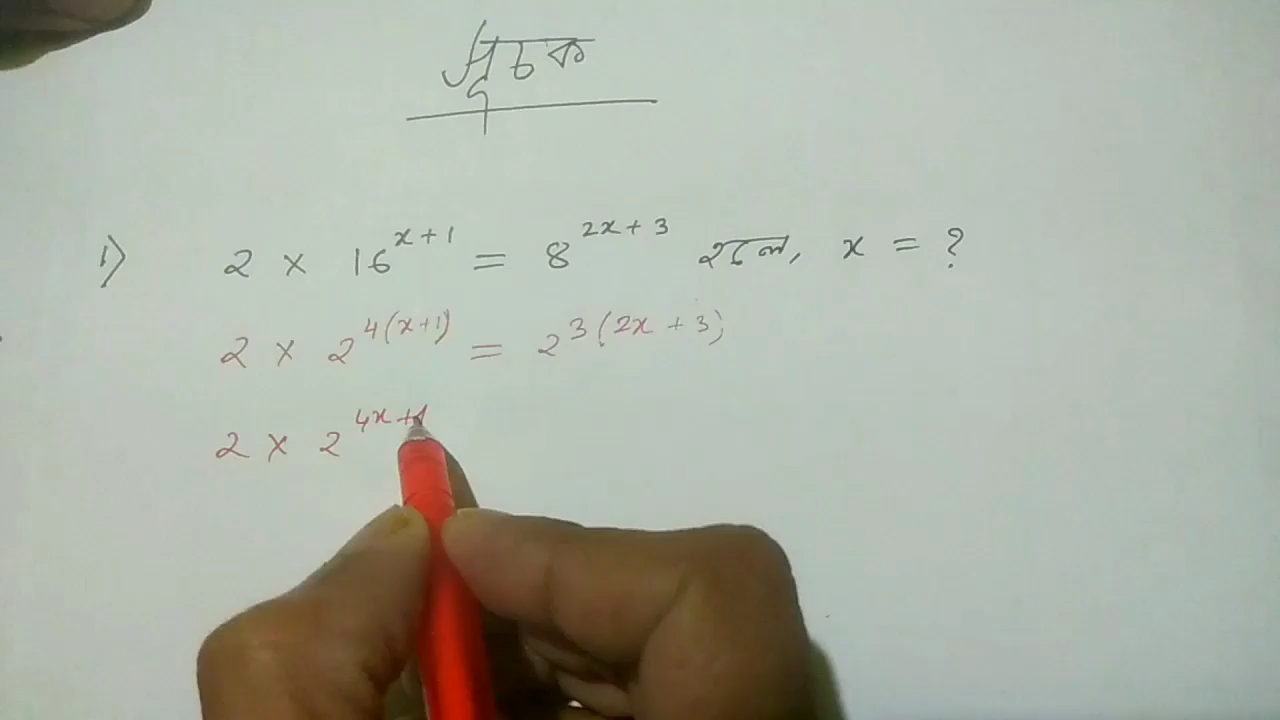 সূচক
1) 2 × 16^{x+1} = 8^{2x+3} হলে, x = ?
2 × 2^{4(x+1)} = 2^{3(2x+3)}
2 × 2^{4x+4}